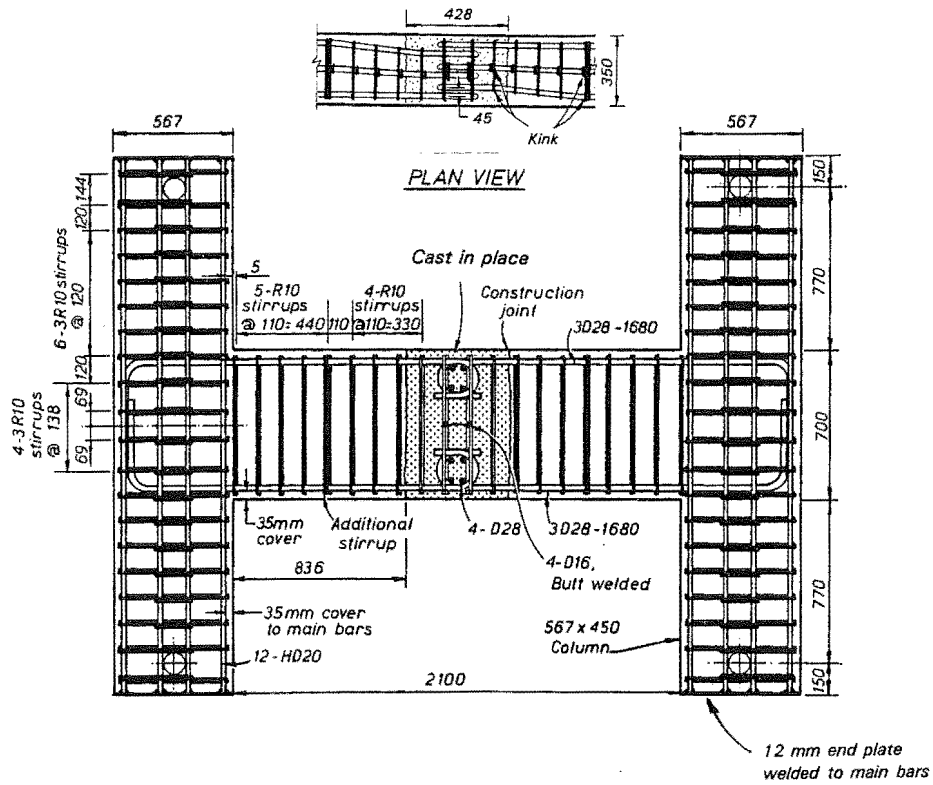 428
350
45
Kink
PLAN VIEW
567
567
150
144
120
6-3R10 stirrups
@ 120
770
Cast in place
5
5-R10
stirrups
@ 110= 440
110
4-R10
stirrups
@110=330
Construction
joint
3D28-1680
120
69
4-3R10
stirrups
@ 138
69
700
35mm
cover
Additional
stirrup
4-D28
3D28-1680
836
4-D16,
Butt welded
35mm cover
to main bars
567 x 450
Column
770
12-HD20
2100
150
12 mm end plate
welded to main bars